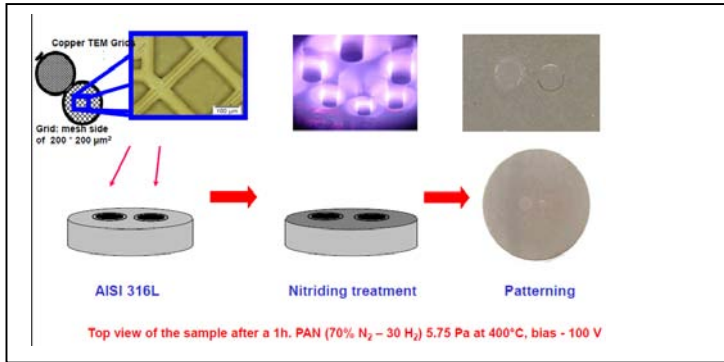 Copper TEM Grids
100 µm
Grid: mesh side
of 200 * 200 µm²
AISI 316L
Nitriding treatment
Patterning
Top view of the sample after a 1h. PAN (70% N₂ – 30 H₂) 5.75 Pa at 400°C, bias - 100 V